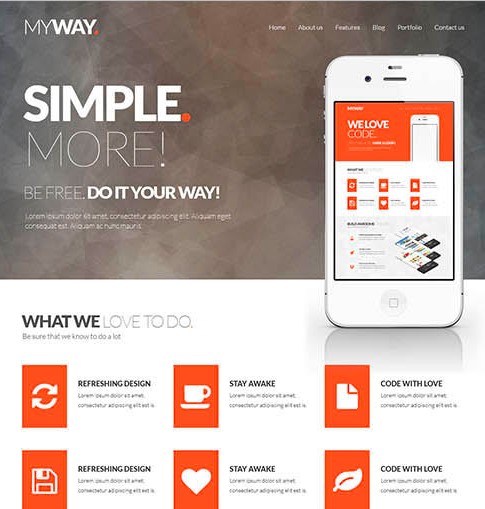 MYWAY.
Home About us Features Blog Portfolio Contact us
SIMPLE.
MORE!
BE FREE. DO IT YOUR WAY!
Lorem ipsum dolor sit amet, consectetur adipiscing elit. Aliquam eget
consequat est. Aliquam ac nunc mauris.
MYWAY
WE LOVE
CODE.
WHAT WE
BUILD AWESOME
WHAT WE LOVE TO DO.
Be sure that we know to do a lot
REFRESHING DESIGN
Lorem ipsum dolor sit amet,
consectetur adipiscing elit est is
STAY AWAKE
Lorem ipsum dolor sit amet,
consectetur adipiscing elit est is
CODE WITH LOVE
Lorem ipsum dolor sit amet,
consectetur adipiscing elit est is
REFRESHING DESIGN
Lorem ipsum dolor sit amet,
consectetur adipiscing elit est is
STAY AWAKE
Lorem ipsum dolor sit amet,
consectetur adipiscing elit est is
CODE WITH LOVE
Lorem ipsum dolor sit amet,
consectetur adipiscing elit est is